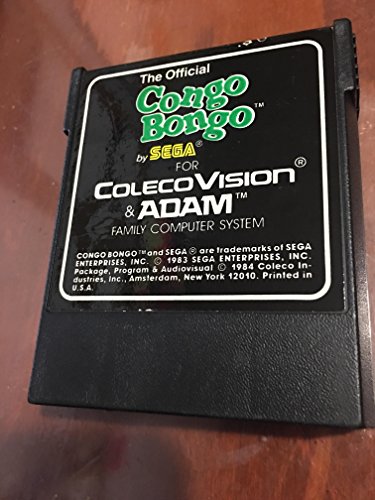 The Official
Congo
Bongo™
by SEGA®
FOR
COLECOVISION®
& ADAM™
FAMILY COMPUTER SYSTEM
CONGO BONGO™ and SEGA ® are trademarks of SEGA
ENTERPRISES, INC. © 1983 SEGA ENTERPRISES, INC.
Package, Program & Audiovisual © 1984 Coleco In-
dustries, Inc., Amsterdam, New York 12010. Printed in
U.S.A.